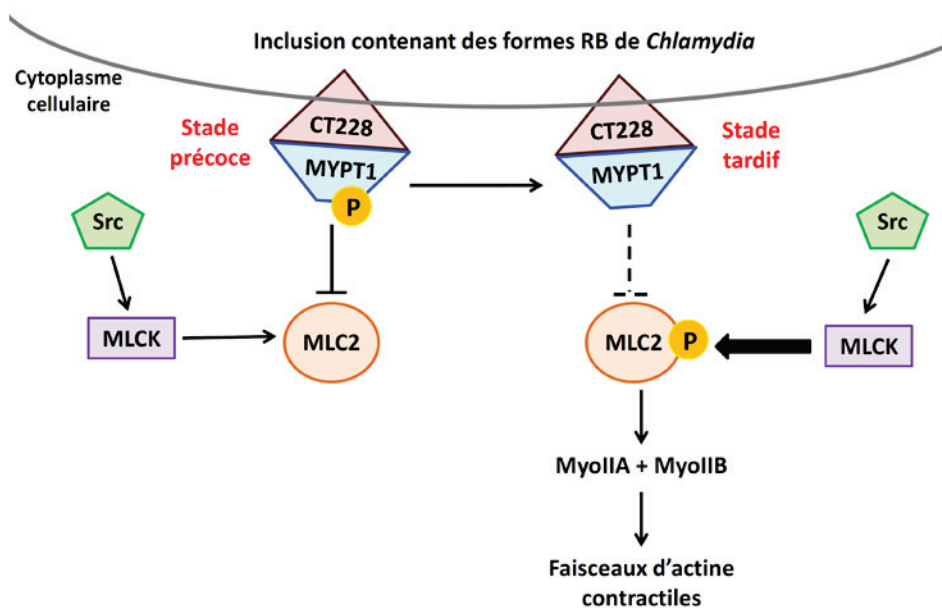 Inclusion contenant des formes RB de Chlamydia
Cytoplasme
cellulaire
Stade
précoce
CT228
MYPT1
P
CT228
MYPT1
Stade
tardif
Src
Src
MLCK
MLC2
MLC2
P
MLCK
MyoIIA + MyoIIB
Faisceaux d'actine
contractiles